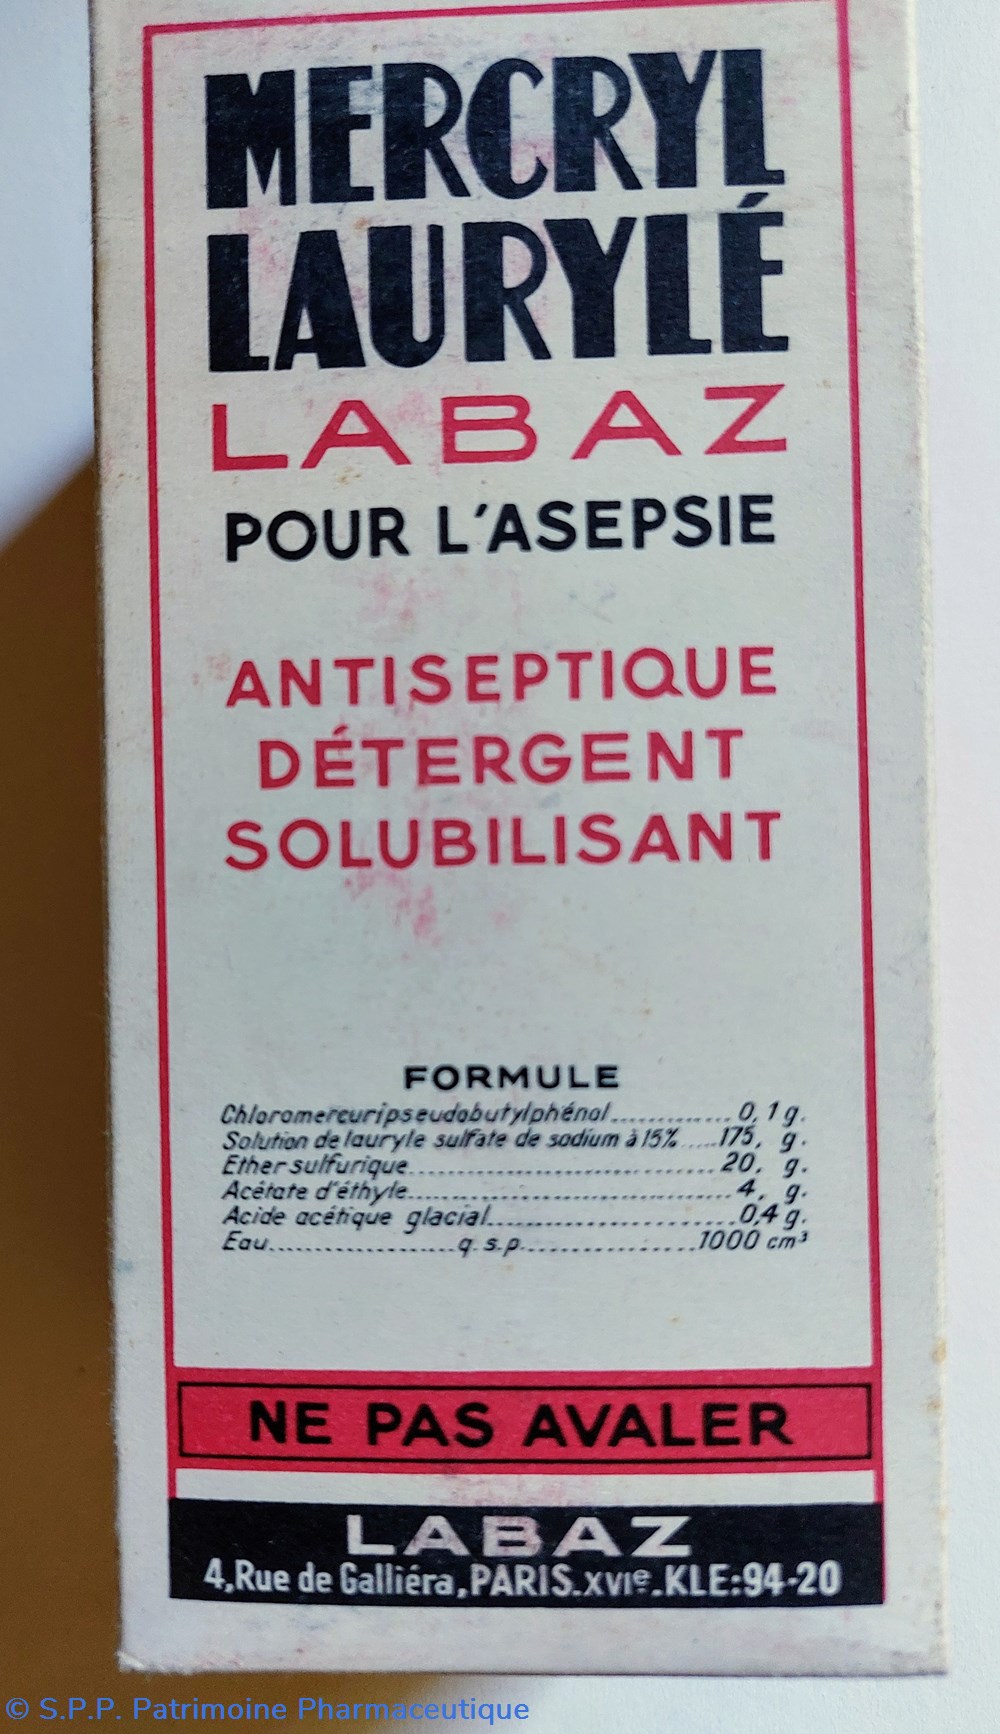 MERCRYL
LAURYLÉ
LABAZ
POUR L'ASEPSIE
ANTISEPTIQUE
DÉTERGENT
SOLUBILISANT
FORMULE
Chloromercuripseudobutylphénol............. 0,1 g.
Solution de lauryle sulfate de sodium à 15%.....175, g.
Ether sulfurique.....................................20, g.
Acétate d'éthyle.....................................4, g.
Acide acétique glacial............................0,4 g.
Eau....................q.s.p..................1000 cm³
NE PAS AVALER
LABAZ
4,Rue de Galliéra,PARIS.XVIe.KLE:94-20
© S.P.P. Patrimoine Pharmaceutique